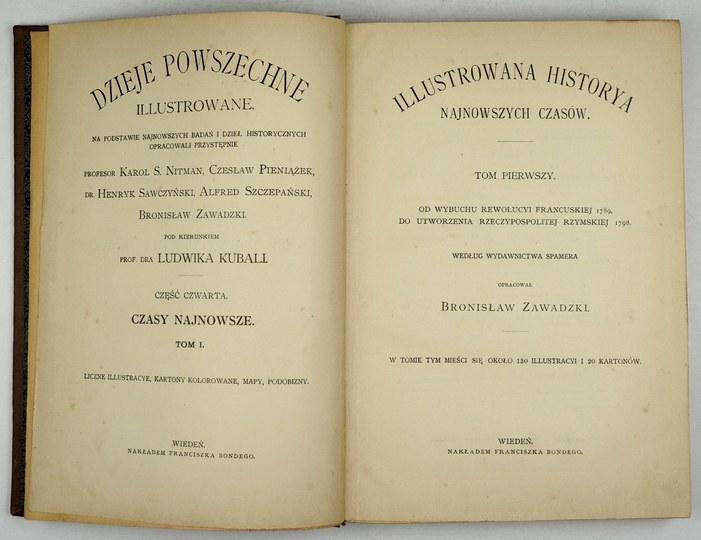 DZIEJE POWSZECHNE
ILLUSTROWANE.
NA PODSTAWIE NAJNOWSZYCH BADAŃ I DZIEŁ HISTORYCZNYCH
OPRACOWALI PRZYSTĘPNIE
PROFESOR KAROL S. NITMAN, CZESŁAW PIENIĄŻEK,
DR. HENRYK SAWCZYŃSKI, ALFRED SZCZEPAŃSKI,
BRONISŁAW ZAWADZKI.
POD KIERUNKIEM
PROF. DRA LUDWIKA KUBALI.
CZĘŚĆ CZWARTA.
CZASY NAJNOWSZE.
TOM I.
LICZNE ILLUSTRACYE, KARTONY KOLOROWANE, MAPY, PODOBIZNY.
WIEDEŃ.
NAKŁADEM FRANCISZKA BONDEGO.
ILLUSTROWANA HISTORYA
NAJNOWSZYCH CZASÓW.
TOM PIERWSZY.
OD WYBUCHU REWOLUCYI FRANCUSKIEJ 1789,
DO UTWORZENIA RZECZYPOSPOLITEJ RZYMSKIEJ 1798.
WEDŁUG WYDAWNICTWA SPAMERA
OPRACOWAŁ
BRONISŁAW ZAWADZKI.
W TOMIE TYM MIEŚCI SIĘ OKOŁO 130 ILLUSTRACYI I 20 KARTONÓW.
WIEDEŃ.
NAKŁADEM FRANCISZKA BONDEGO.